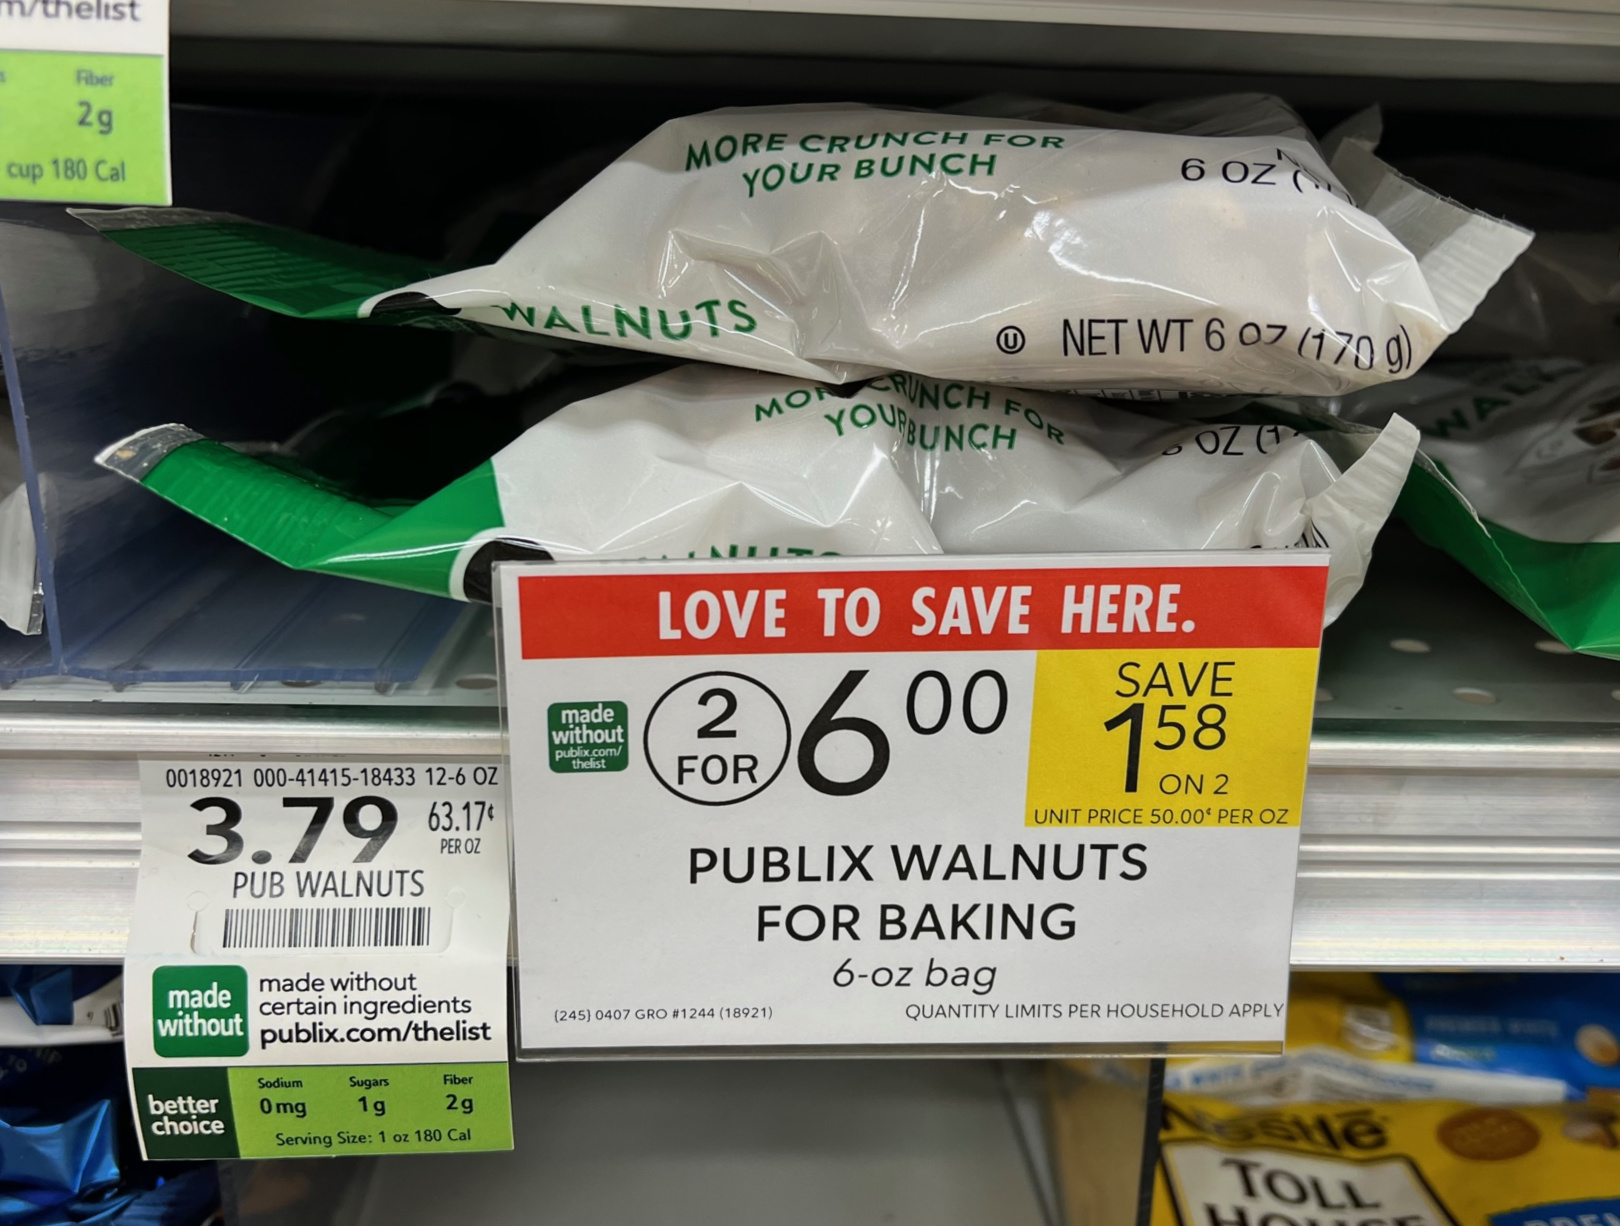 m/thelist
Fiber
2g
cup 180 Cal
MORE CRUNCH FOR
YOUR BUNCH
6 OZ
WALNUTS
U NET WT 6 OZ (170 g)
MORE CRUNCH FOR
YOUR BUNCH
OZ
LOVE TO SAVE HERE.
made
without
publix.com/
thelist
2
FOR
6 00
SAVE
1 58
ON 2
UNIT PRICE 50.00¢ PER OZ
PUBLIX WALNUTS
FOR BAKING
6-oz bag
(245) 0407 GRO #1244 (18921)
QUANTITY LIMITS PER HOUSEHOLD APPLY
0018921 000-41415-18433 12-6 OZ
3.79
63.17¢
PER OZ
PUB WALNUTS
made
without
made without
certain ingredients
publix.com/thelist
better
choice
Sodium Sugars Fiber
0mg 1g 2g
Serving Size: 1 oz 180 Cal
Nestlé
TOLL
HOUSE